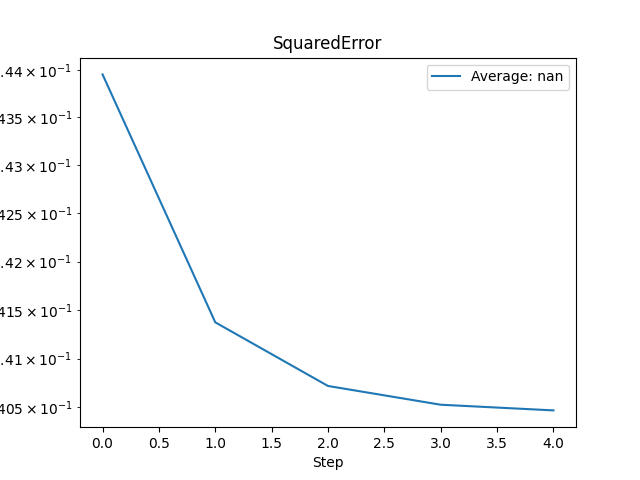 SquaredError
Average: nan
.44 × 10⁻¹
435 × 10⁻¹
.43 × 10⁻¹
425 × 10⁻¹
.42 × 10⁻¹
415 × 10⁻¹
.41 × 10⁻¹
405 × 10⁻¹
0.0 0.5 1.0 1.5 2.0 2.5 3.0 3.5 4.0
Step